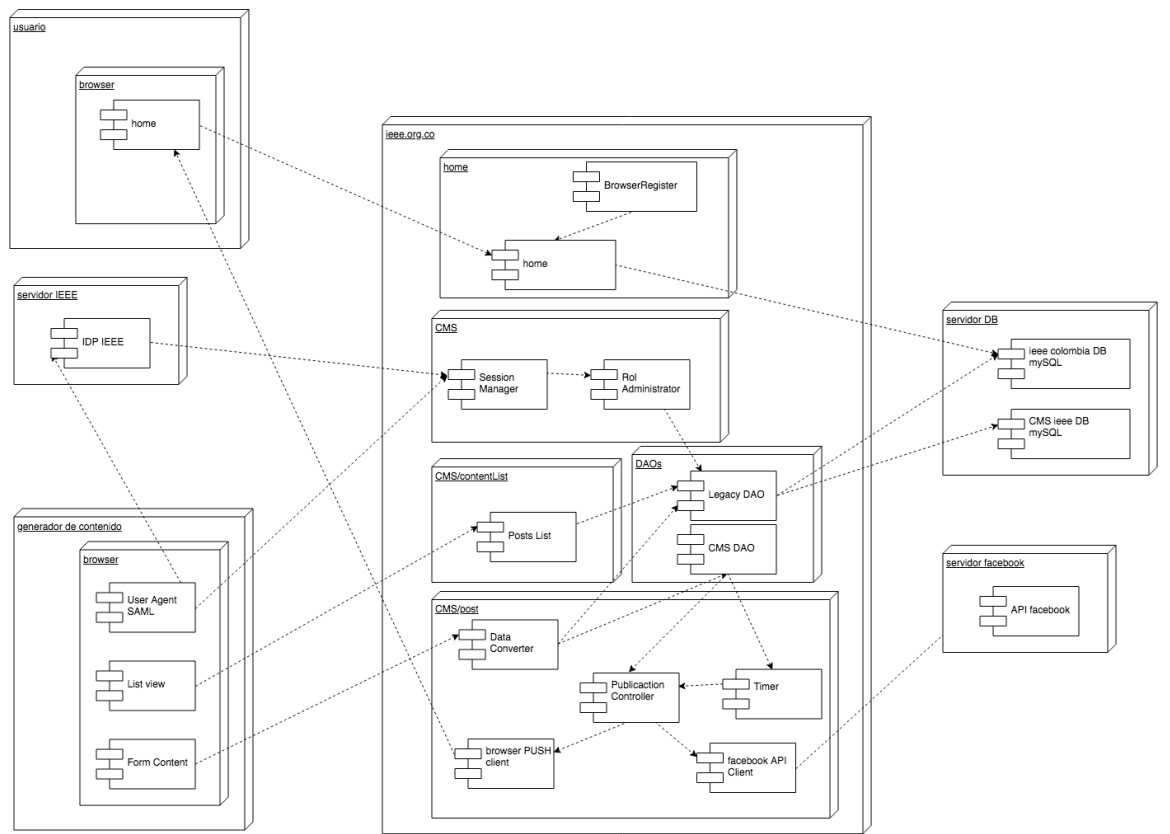 usuario
browser
home
servidor IEEE
IDP IEEE
generador de contenido
browser
User Agent
SAML
List view
Form Content
ieee.org.co
home
BrowserRegister
home
CMS
Session
Manager
Rol
Administrator
CMS/contentList
Posts List
DAOs
Legacy DAO
CMS DAO
CMS/post
Data
Converter
Publicaction
Controller
Timer
browser PUSH
client
facebook API
Client
servidor DB
ieee colombia DB
mySQL
CMS ieee DB
mySQL
servidor facebook
API facebook